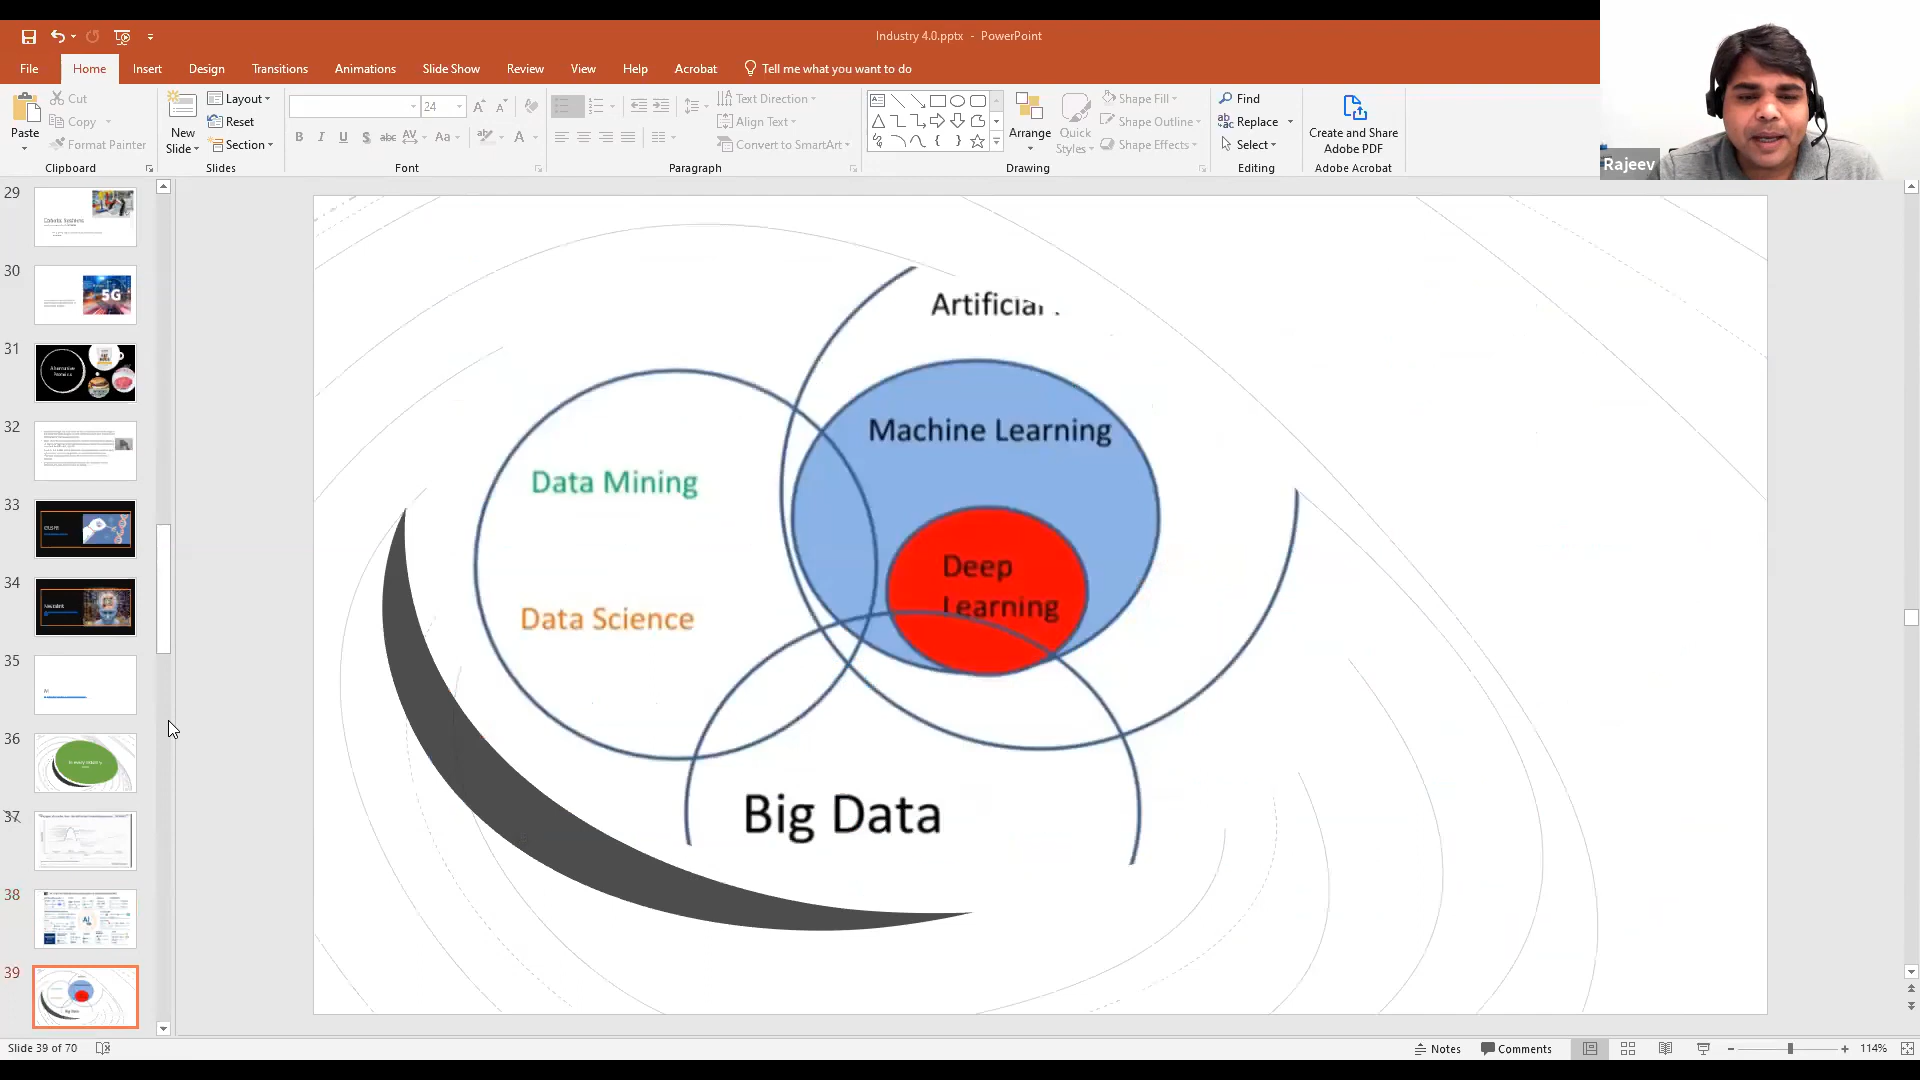 Industry 4.0.pptx - PowerPoint
File Home Insert Design Transitions Animations Slide Show Review View Help Acrobat Tell me what you want to do
Paste
Cut
Copy
Format Painter
Clipboard
New
Slide
Layout
Reset
Section
Slides
24
Font
Text Direction
Align Text
Convert to SmartArt
Paragraph
Arrange
Quick
Styles
Shape Fill
Shape Outline
Shape Effects
Drawing
Find
Replace
Select
Editing
Create and Share
Adobe PDF
Adobe Acrobat
Rajeev
29
30
5G
31
32
33
34
35
36
37
38
AI
39
Artificial
Machine Learning
Data Mining
Deep
Learning
Data Science
Big Data
Slide 39 of 70
Notes
Comments
114%